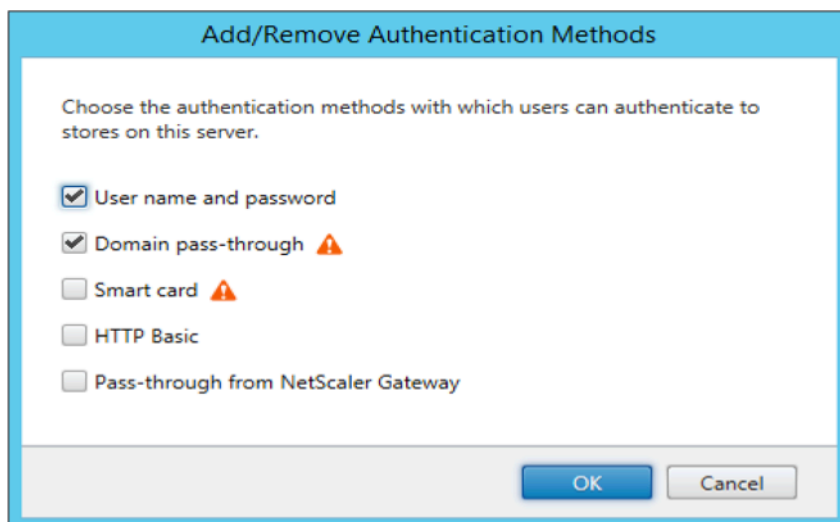 Add/Remove Authentication Methods
Choose the authentication methods with which users can authenticate to
stores on this server.
User name and password
Domain pass-through
Smart card
HTTP Basic
Pass-through from NetScaler Gateway
OK
Cancel